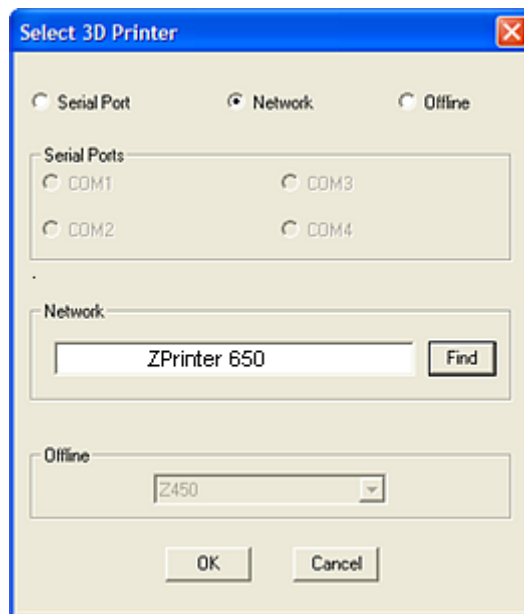 Select 3D Printer
Serial Port Network Offline
Serial Ports
COM1 COM3
COM2 COM4
.
Network
ZPrinter 650 Find
Offline
Z450
OK Cancel